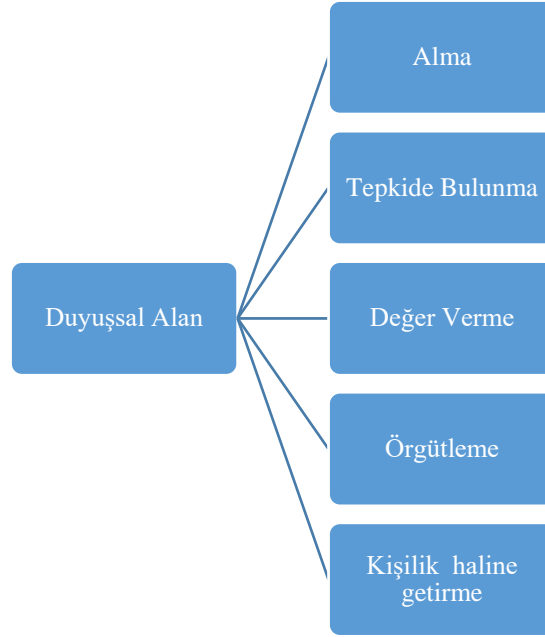 Alma
Tepkide Bulunma
Duyuşsal Alan
Değer Verme
Örgütleme
Kişilik haline
getirme